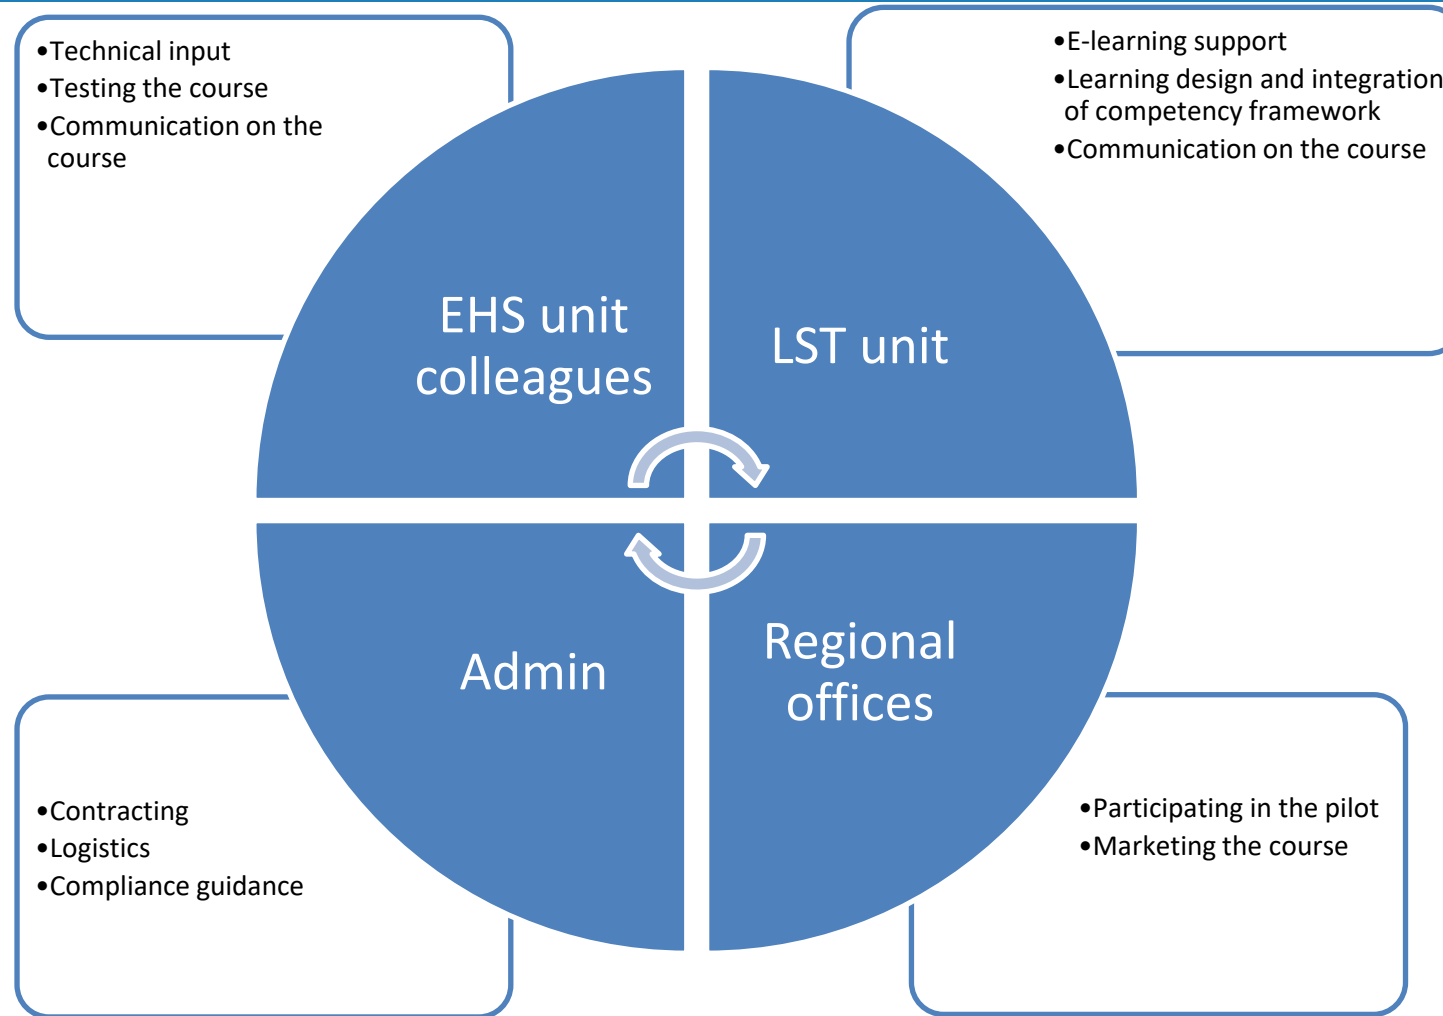 •Technical input
•Testing the course
•Communication on the
course
•E-learning support
•Learning design and integration
of competency framework
•Communication on the course
EHS unit
colleagues
LST unit
Admin
Regional
offices
•Contracting
•Logistics
•Compliance guidance
•Participating in the pilot
•Marketing the course